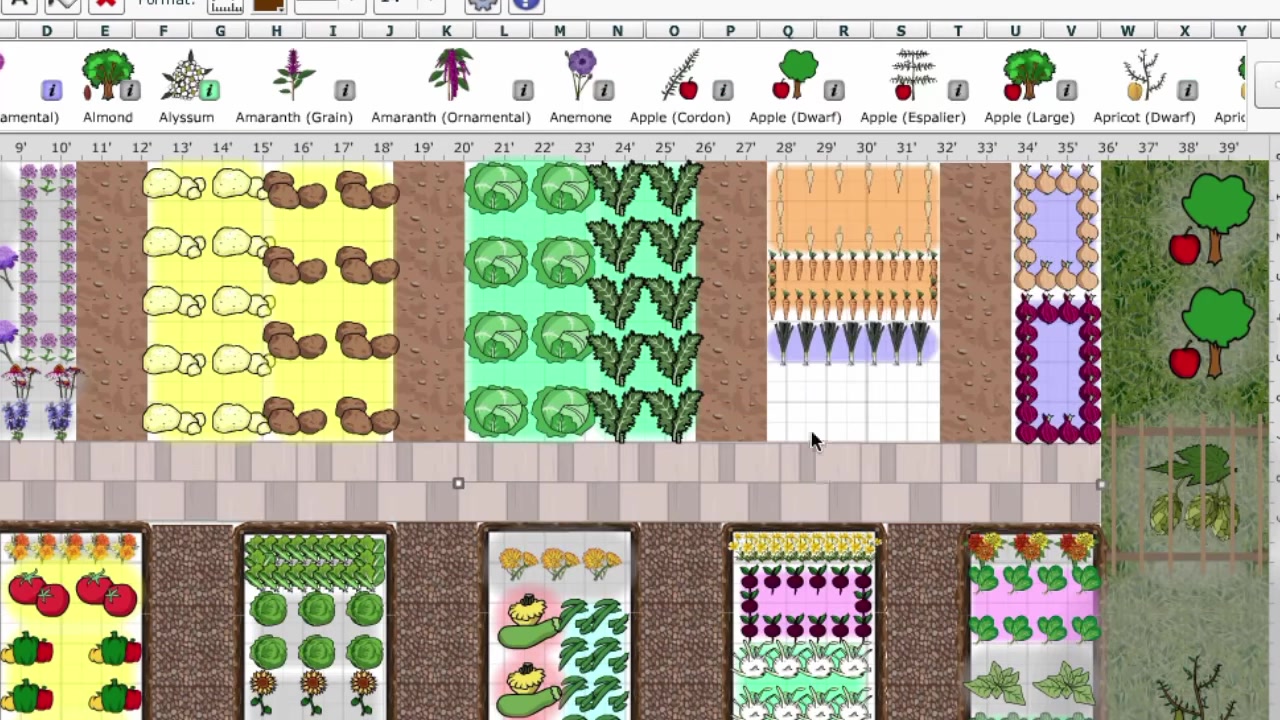 Format:
D E F G H I J K L M N O P Q R S T U V W X Y
amental) Almond Alyssum Amaranth (Grain) Amaranth (Ornamental) Anemone Apple (Cordon) Apple (Dwarf) Apple (Espalier) Apple (Large) Apricot (Dwarf) Apric
9' 10' 12' 13' 14' 15' 16' 17' 18' 19' 20' 21' 22' 23' 24' 25' 26' 27' 28' 29' 30' 31' 32' 33' 34' 35' 36' 37' 38' 39'